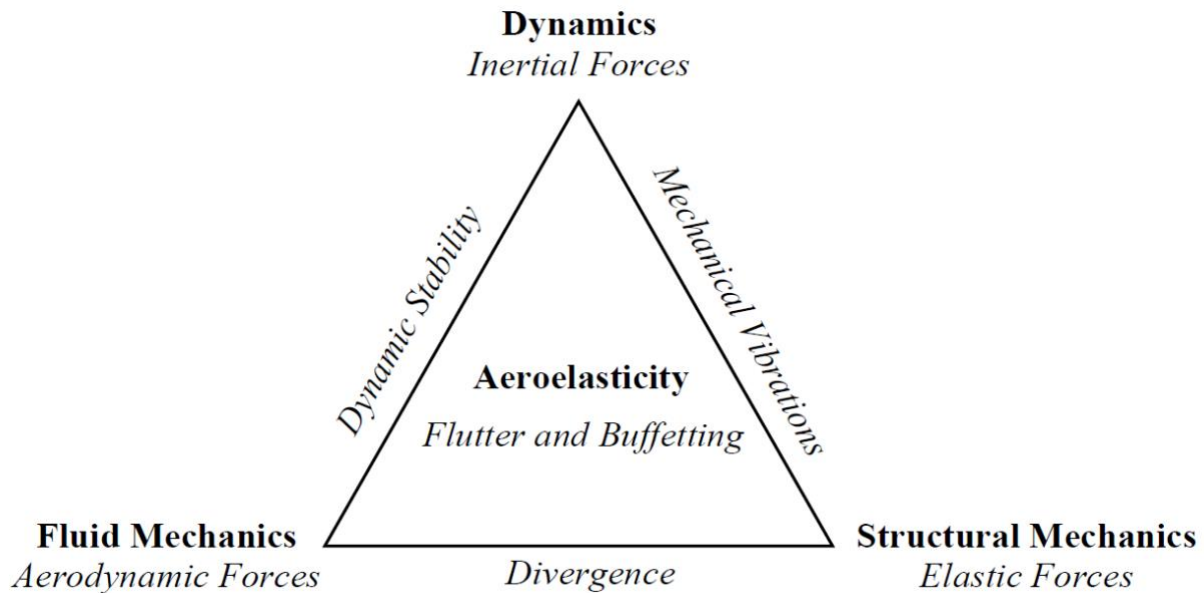 Dynamics
Inertial Forces
Dynamic Stability
Mechanical Vibrations
Aeroelasticity
Flutter and Buffetting
Fluid Mechanics
Aerodynamic Forces
Divergence
Structural Mechanics
Elastic Forces